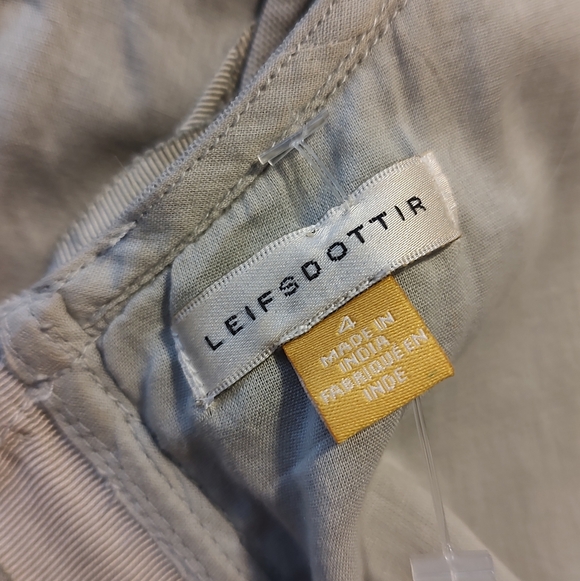 LEIFSDOTTIR
4
MADE IN
INDIA
FABRIQUE EN
INDE